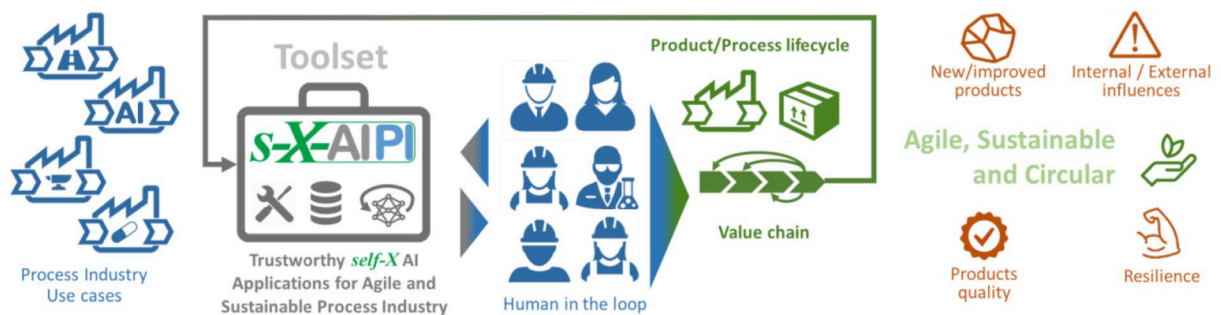 AI
Process Industry
Use cases
Toolset
s-X-AIPI
Trustworthy self-X AI
Applications for Agile and
Sustainable Process Industry
Human in the loop
Product/Process lifecycle
Value chain
New/improved
products
Internal / External
influences
Agile, Sustainable
and Circular
Products
quality
Resilience